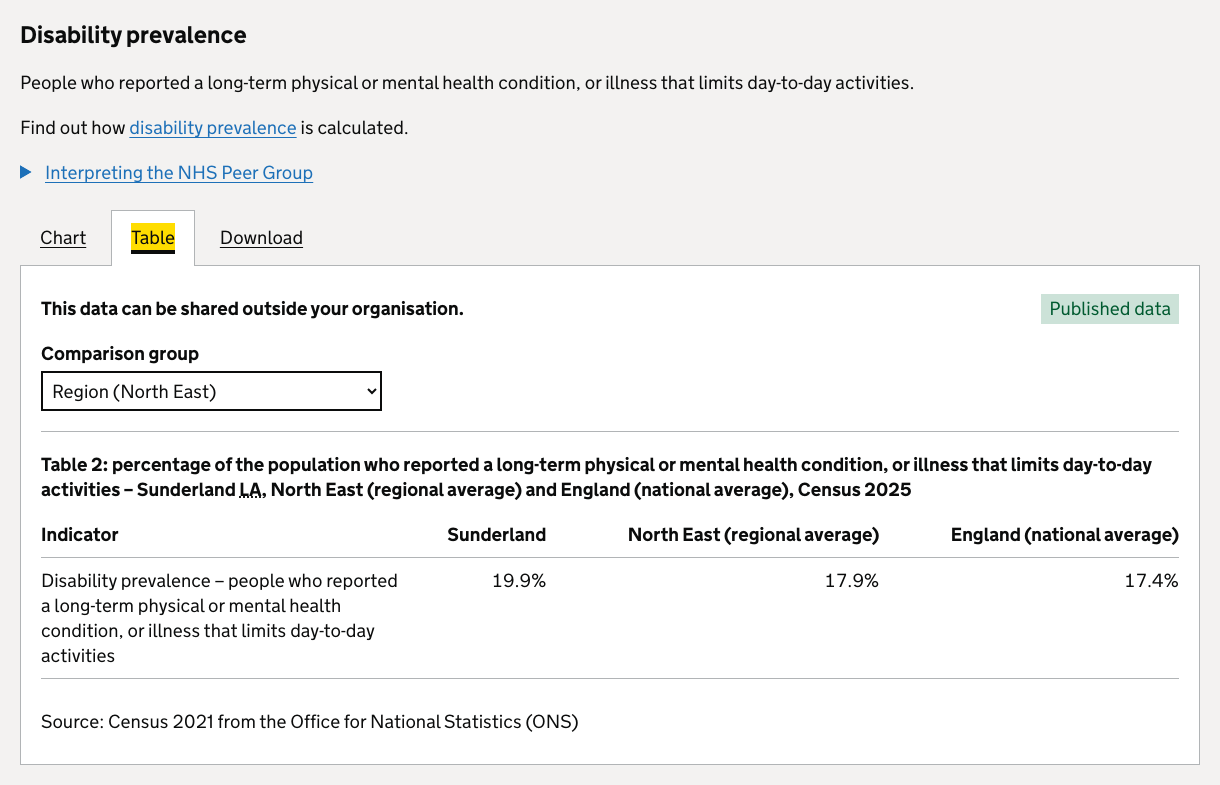 Disability prevalence
People who reported a long-term physical or mental health condition, or illness that limits day-to-day activities.
Find out how disability prevalence is calculated.
Interpreting the NHS Peer Group
Chart
Table
Download
This data can be shared outside your organisation.
Published data
Comparison group
Region (North East)
Table 2: percentage of the population who reported a long-term physical or mental health condition, or illness that limits day-to-day
activities – Sunderland LA, North East (regional average) and England (national average), Census 2025
Indicator Sunderland North East (regional average) England (national average)
Disability prevalence – people who reported 19.9% 17.9% 17.4%
a long-term physical or mental health
condition, or illness that limits day-to-day
activities
Source: Census 2021 from the Office for National Statistics (ONS)